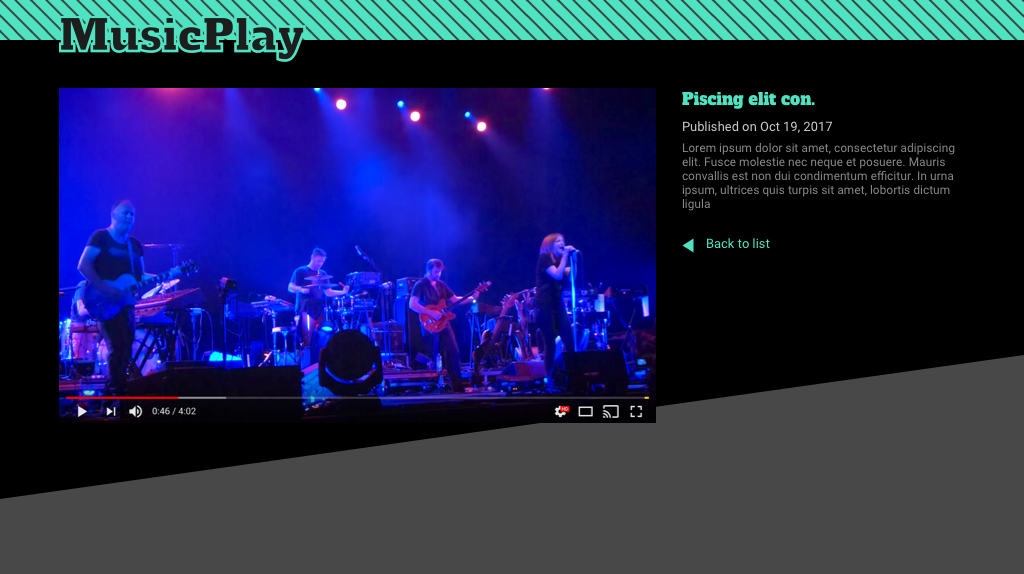 MusicPlay
Piscing elit con.
Published on Oct 19, 2017
Lorem ipsum dolor sit amet, consectetur adipiscing
elit. Fusce molestie nec neque et posuere. Mauris
convallis est non dui condimentum efficitur. In urna
ipsum, ultrices quis turpis sit amet, lobortis dictum
ligula
Back to list
0:46 / 4:02
HD